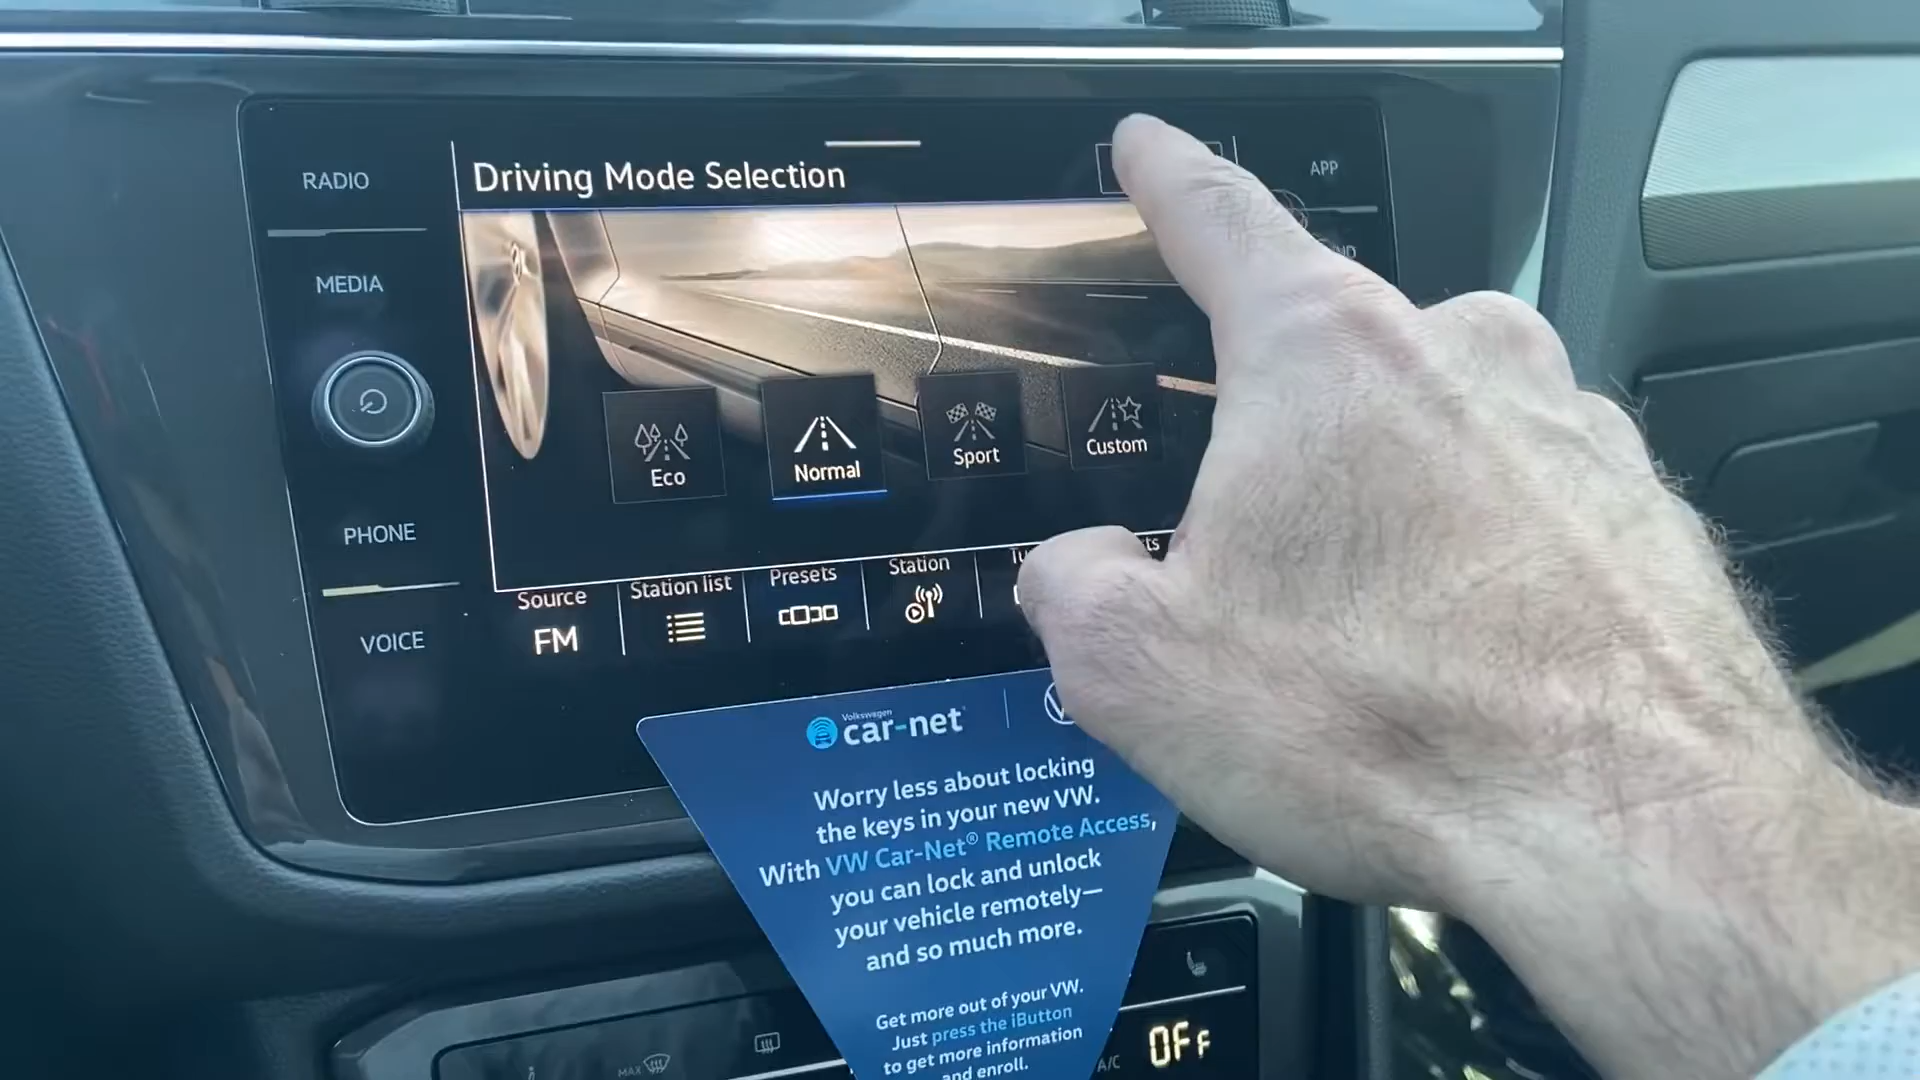 RADIO
MEDIA
PHONE
VOICE
Driving Mode Selection
APP
Eco
Normal
Sport
Custom
Source
FM
Station list
Presets
Station
Volkswagen
car-net
Worry less about locking
the keys in your new VW.
With VW Car-Net® Remote Access,
you can lock and unlock
your vehicle remotely—
and so much more.
Get more out of your VW.
Just press the iButton
to get more information
and enroll.
MAX
A/C
OFF